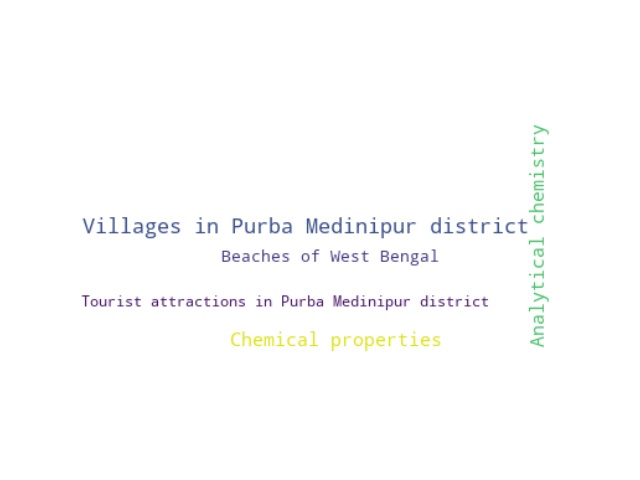 Villages in Purba Medinipur district
Beaches of West Bengal
Tourist attractions in Purba Medinipur district
Chemical properties
Analytical chemistry